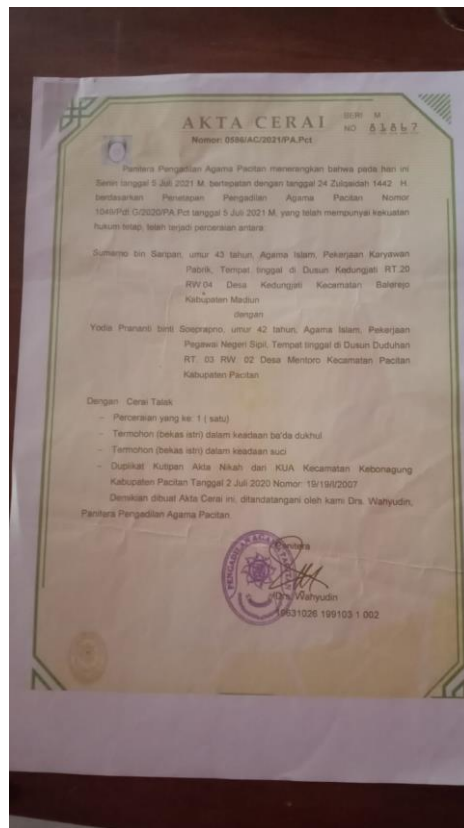 AKTA CERAI
SERI M
NO 83867
Nomor: 0586/AC/2021/PA.Pct
Panitera Pengadilan Agama Pacitan menerangkan bahwa pada hari ini
Senin tanggal 5 Juli 2021 M. bertepatan dengan tanggal 24 Zulqaidah 1442 H.
berdasarkan Penetapan Pengadilan Agama Pacitan Nomor
1049/Pdt.G/2020/PA.Pct tanggal 5 Juli 2021 M, yang telah mempunyai kekuatan
hukum tetap, telah terjadi perceraian antara:
Sumarno bin Saripan, umur 43 tahun, Agama Islam, Pekerjaan Karyawan
Pabrik, Tempat tinggal di Dusun Kedungjati RT.20
RW.04 Desa Kedungjati Kecamatan Balerejo
Kabupaten Madiun
dengan
Yodia Prananti binti Soeprapno, umur 42 tahun, Agama Islam, Pekerjaan
Pegawai Negeri Sipil, Tempat tinggal di Dusun Duduhan
RT. 03 RW. 02 Desa Mentoro Kecamatan Pacitan
Kabupaten Pacitan
Dengan Cerai Talak
– Perceraian yang ke: 1 ( satu)
– Termohon (bekas istri) dalam keadaan ba'da dukhul
– Termohon (bekas istri) dalam keadaan suci
– Duplikat Kutipan Akta Nikah dari KUA Kecamatan Kebonagung
Kabupaten Pacitan Tanggal 2 Juli 2020 Nomor: 19/19/I/2007
Demikian dibuat Akta Cerai ini, ditandatangani oleh kami Drs. Wahyudin,
Panitera Pengadilan Agama Pacitan
Panitera
PENGADILAN AGAMA PACITAN
Drs. Wahyudin
19631026 199103 1 002